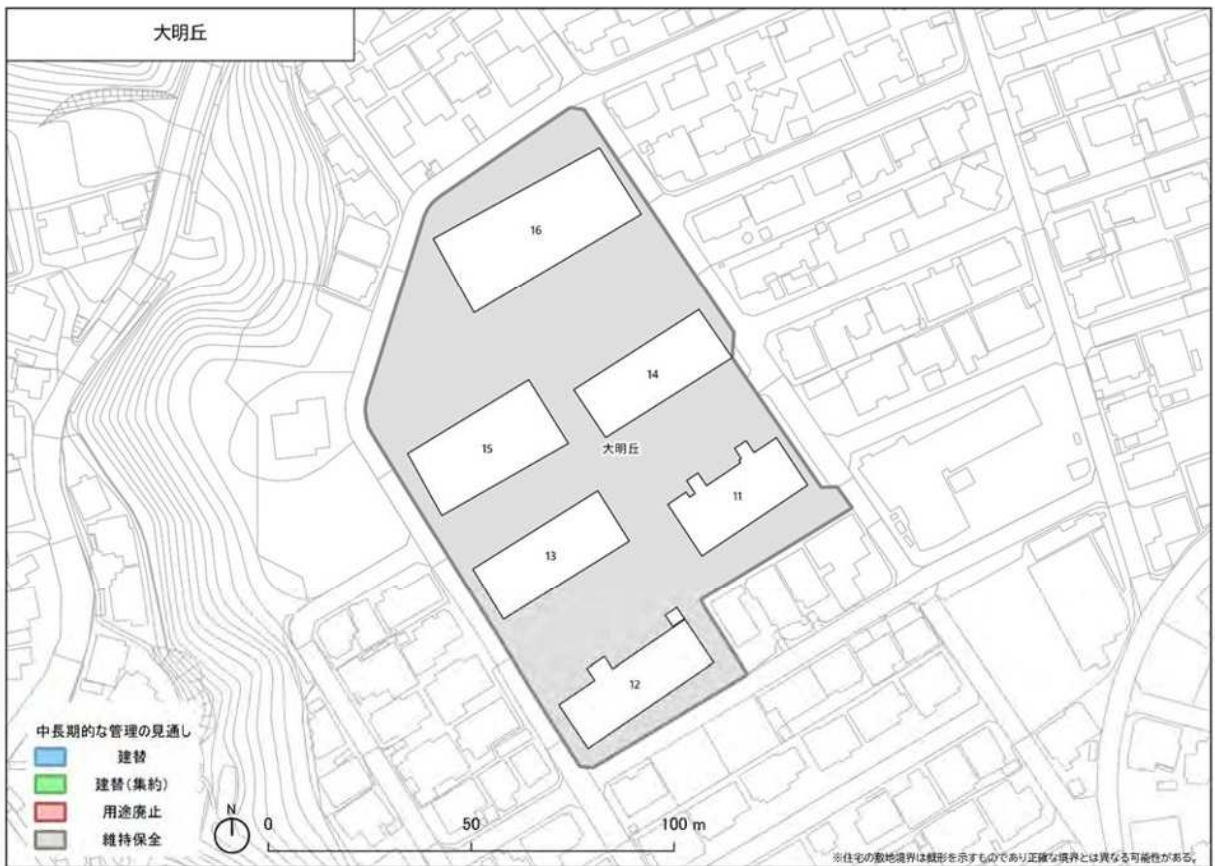 大明丘
16
14
15
大明丘
11
13
12
中長期的な管理の見通し
建替
建替(集約)
用途廃止
維持保全
N
0 50 100 m
※住宅の敷地境界は概形を示すものであり正確な境界とは異なる可能性がある。